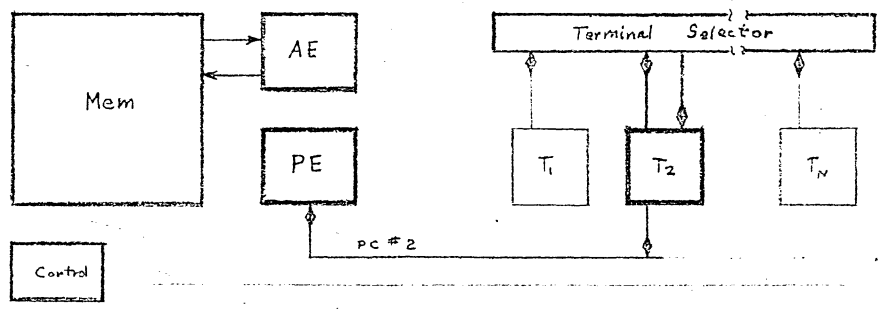 Terminal Selector
AE
Mem
PE
T1
T2
TN
PC #2
Control